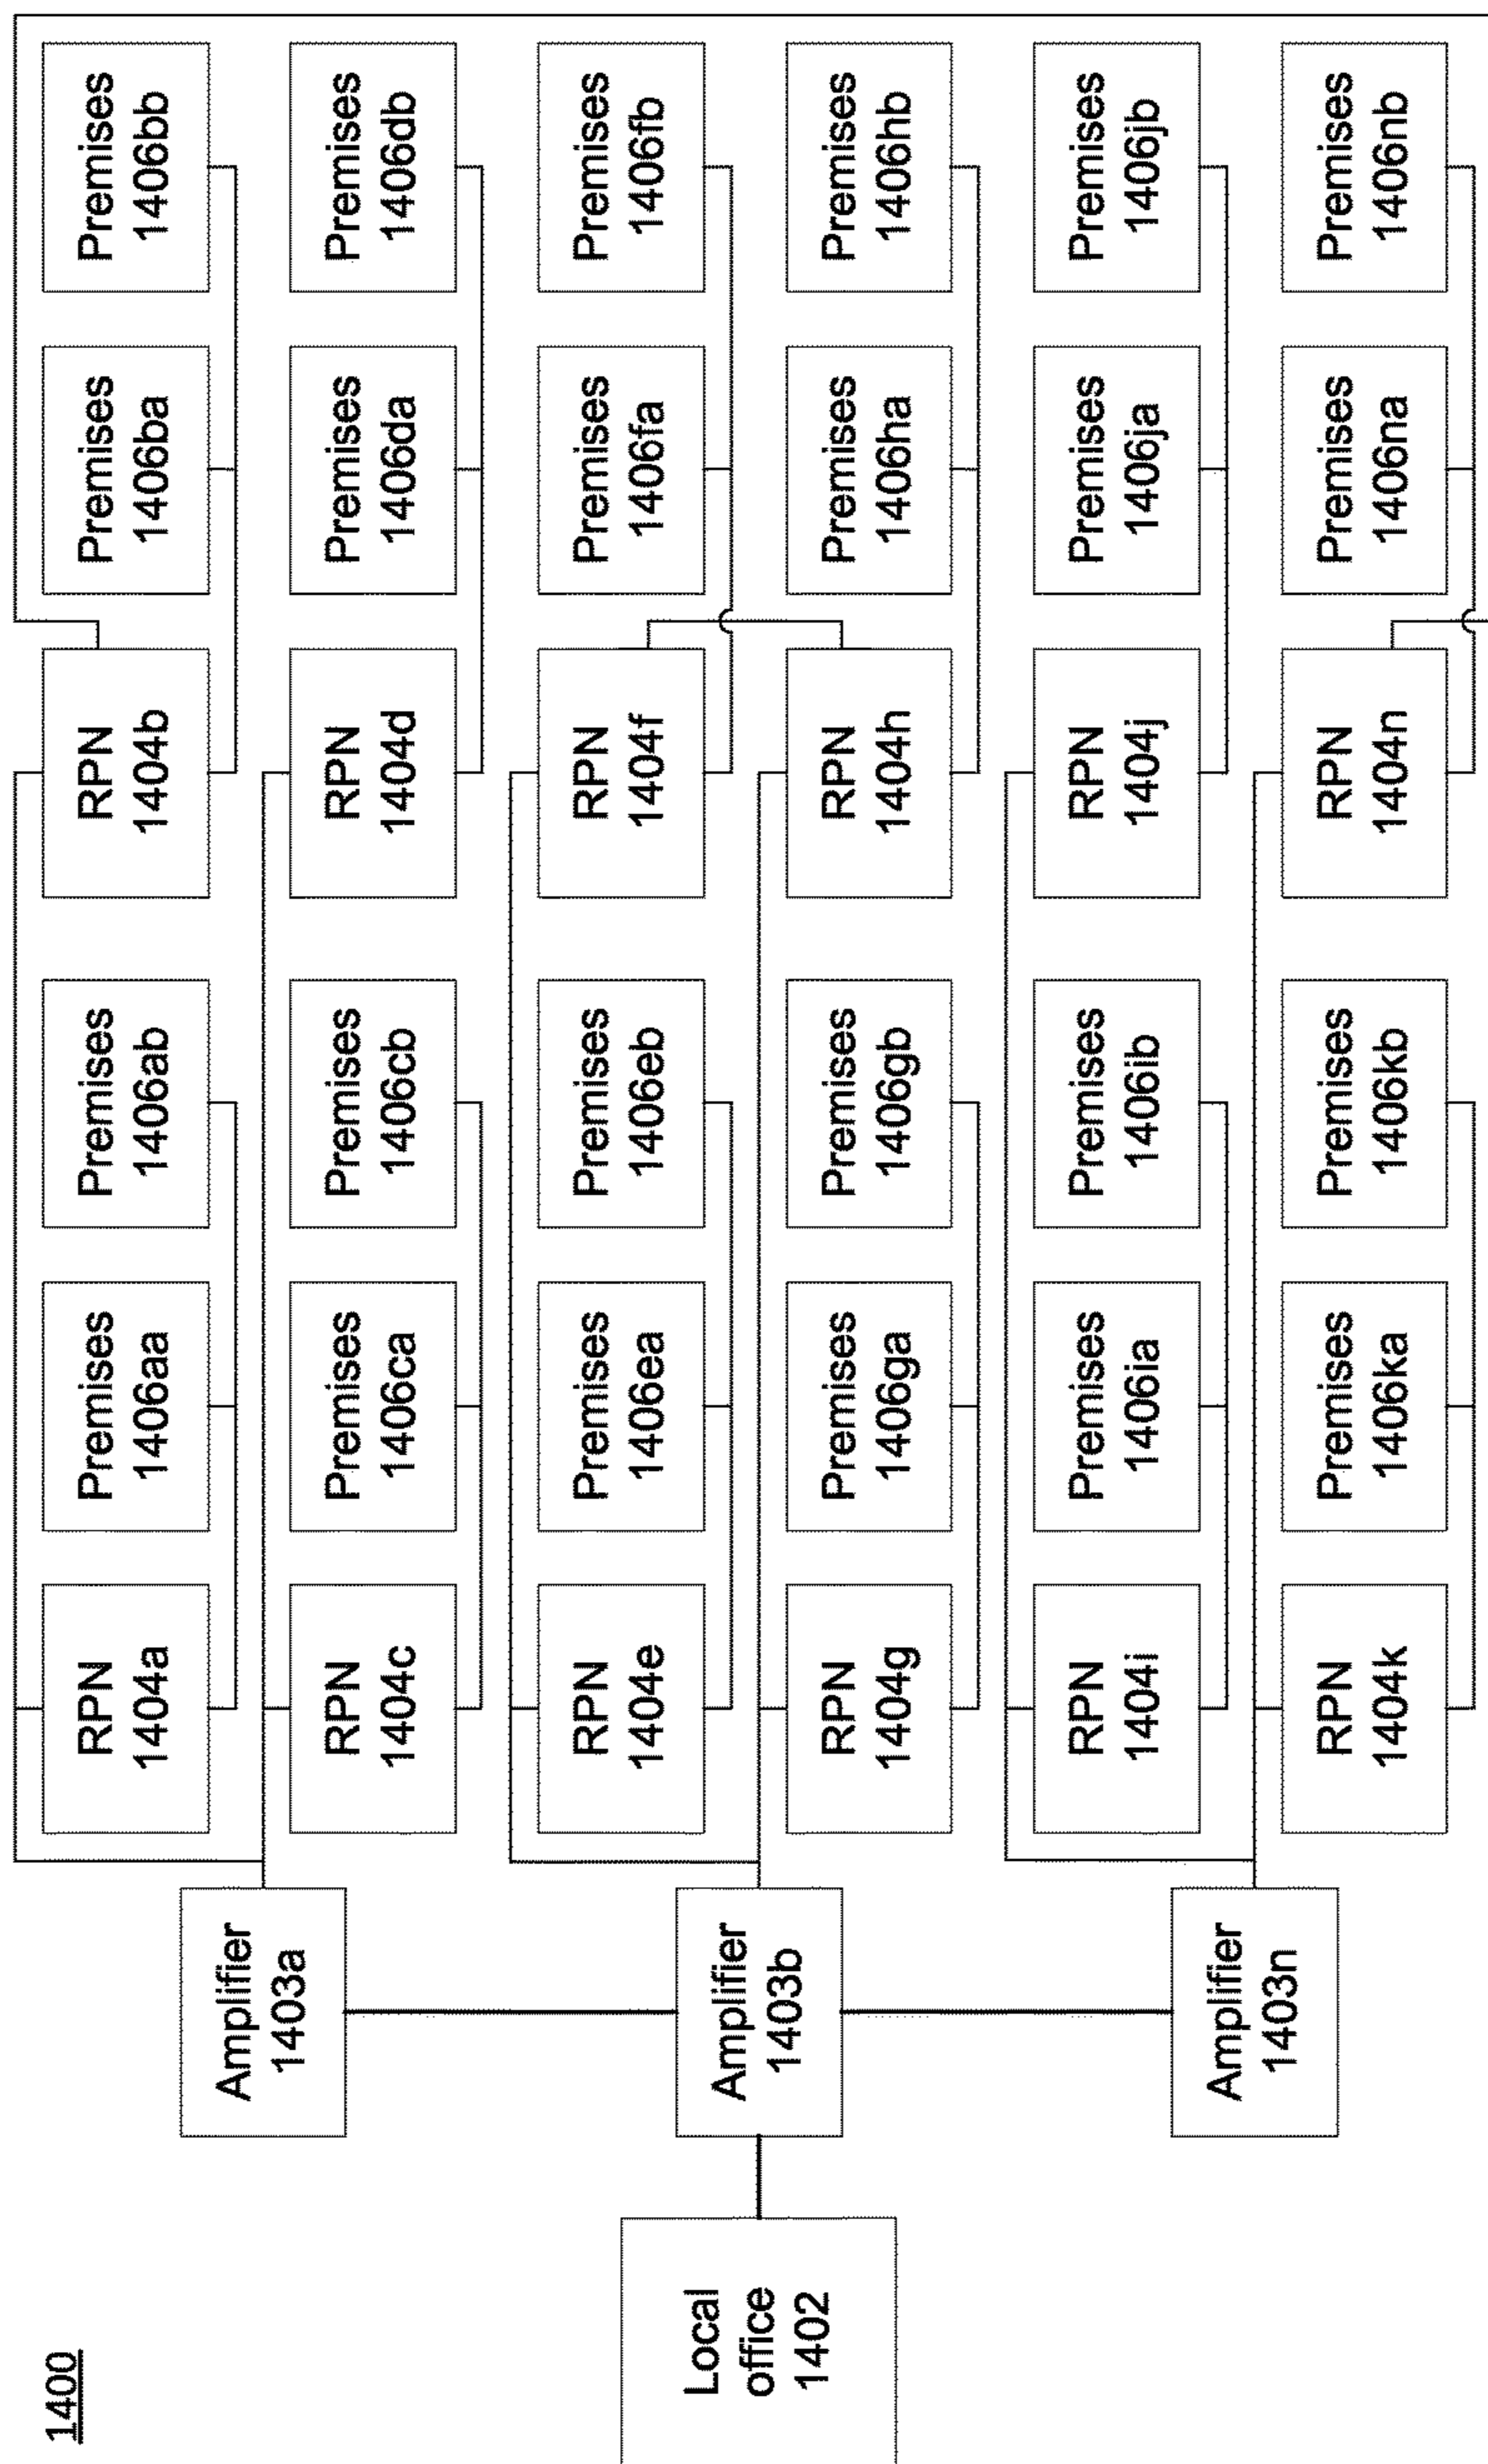 1400
Local
office
1402
Amplifier
1403a
Amplifier
1403b
Amplifier
1403n
RPN
1404a
Premises
1406aa
Premises
1406ab
RPN
1404b
Premises
1406ba
Premises
1406bb
RPN
1404c
Premises
1406ca
Premises
1406cb
RPN
1404d
Premises
1406da
Premises
1406db
RPN
1404e
Premises
1406ea
Premises
1406eb
RPN
1404f
Premises
1406fa
Premises
1406fb
RPN
1404g
Premises
1406ga
Premises
1406gb
RPN
1404h
Premises
1406ha
Premises
1406hb
RPN
1404i
Premises
1406ia
Premises
1406ib
RPN
1404j
Premises
1406ja
Premises
1406jb
RPN
1404k
Premises
1406ka
Premises
1406kb
RPN
1404n
Premises
1406na
Premises
1406nb